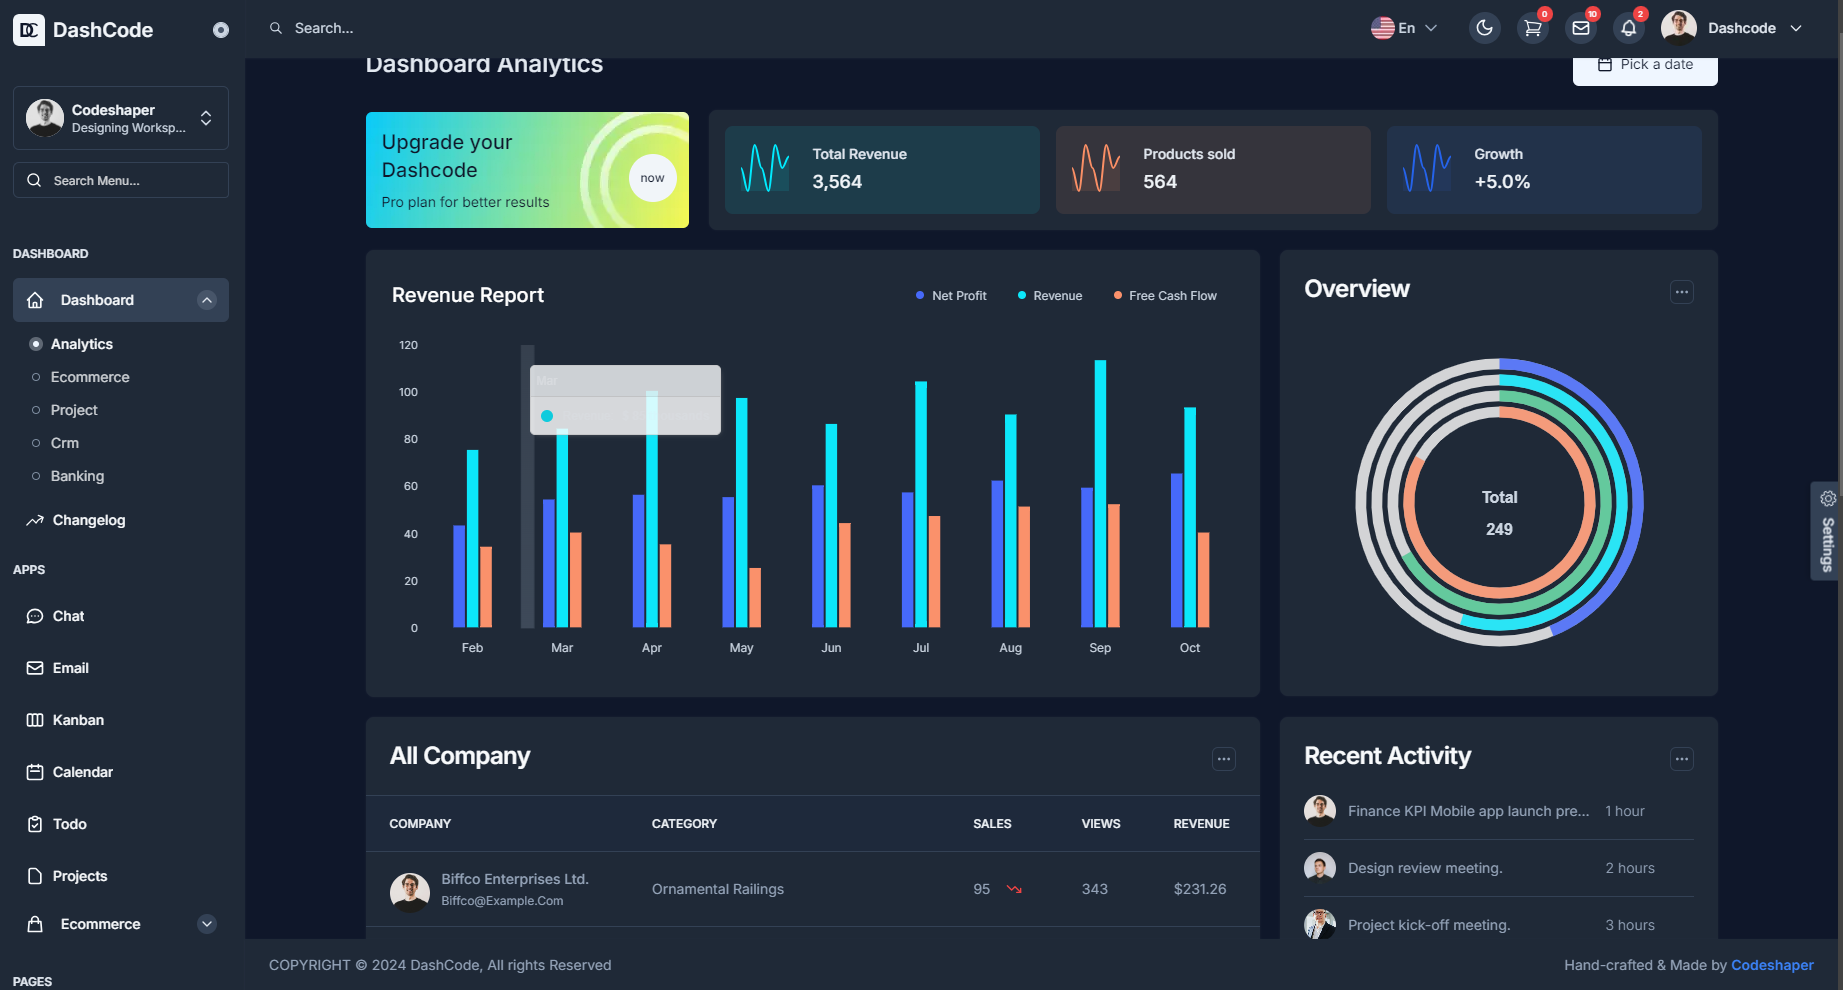 DC DashCode
Search...
En
0
10
2
Dashcode
Codeshaper
Designing Worksp...
Search Menu...
DASHBOARD
Dashboard
Analytics
Ecommerce
Project
Crm
Banking
Changelog
APPS
Chat
Email
Kanban
Calendar
Todo
Projects
Ecommerce
PAGES
Dashboard Analytics
Pick a date
Upgrade your
Dashcode
Pro plan for better results
now
Total Revenue
3,564
Products sold
564
Growth
+5.0%
Revenue Report
Net Profit
Revenue
Free Cash Flow
120
100
80
60
40
20
0
Mar
Feb Mar Apr May Jun Jul Aug Sep Oct
Overview
Total
249
Settings
All Company
COMPANY CATEGORY SALES VIEWS REVENUE
Biffco Enterprises Ltd.
Biffco@Example.Com
Ornamental Railings 95 343 $231.26
Recent Activity
Finance KPI Mobile app launch pre... 1 hour
Design review meeting. 2 hours
Project kick-off meeting. 3 hours
COPYRIGHT © 2024 DashCode, All rights Reserved
Hand-crafted & Made by Codeshaper